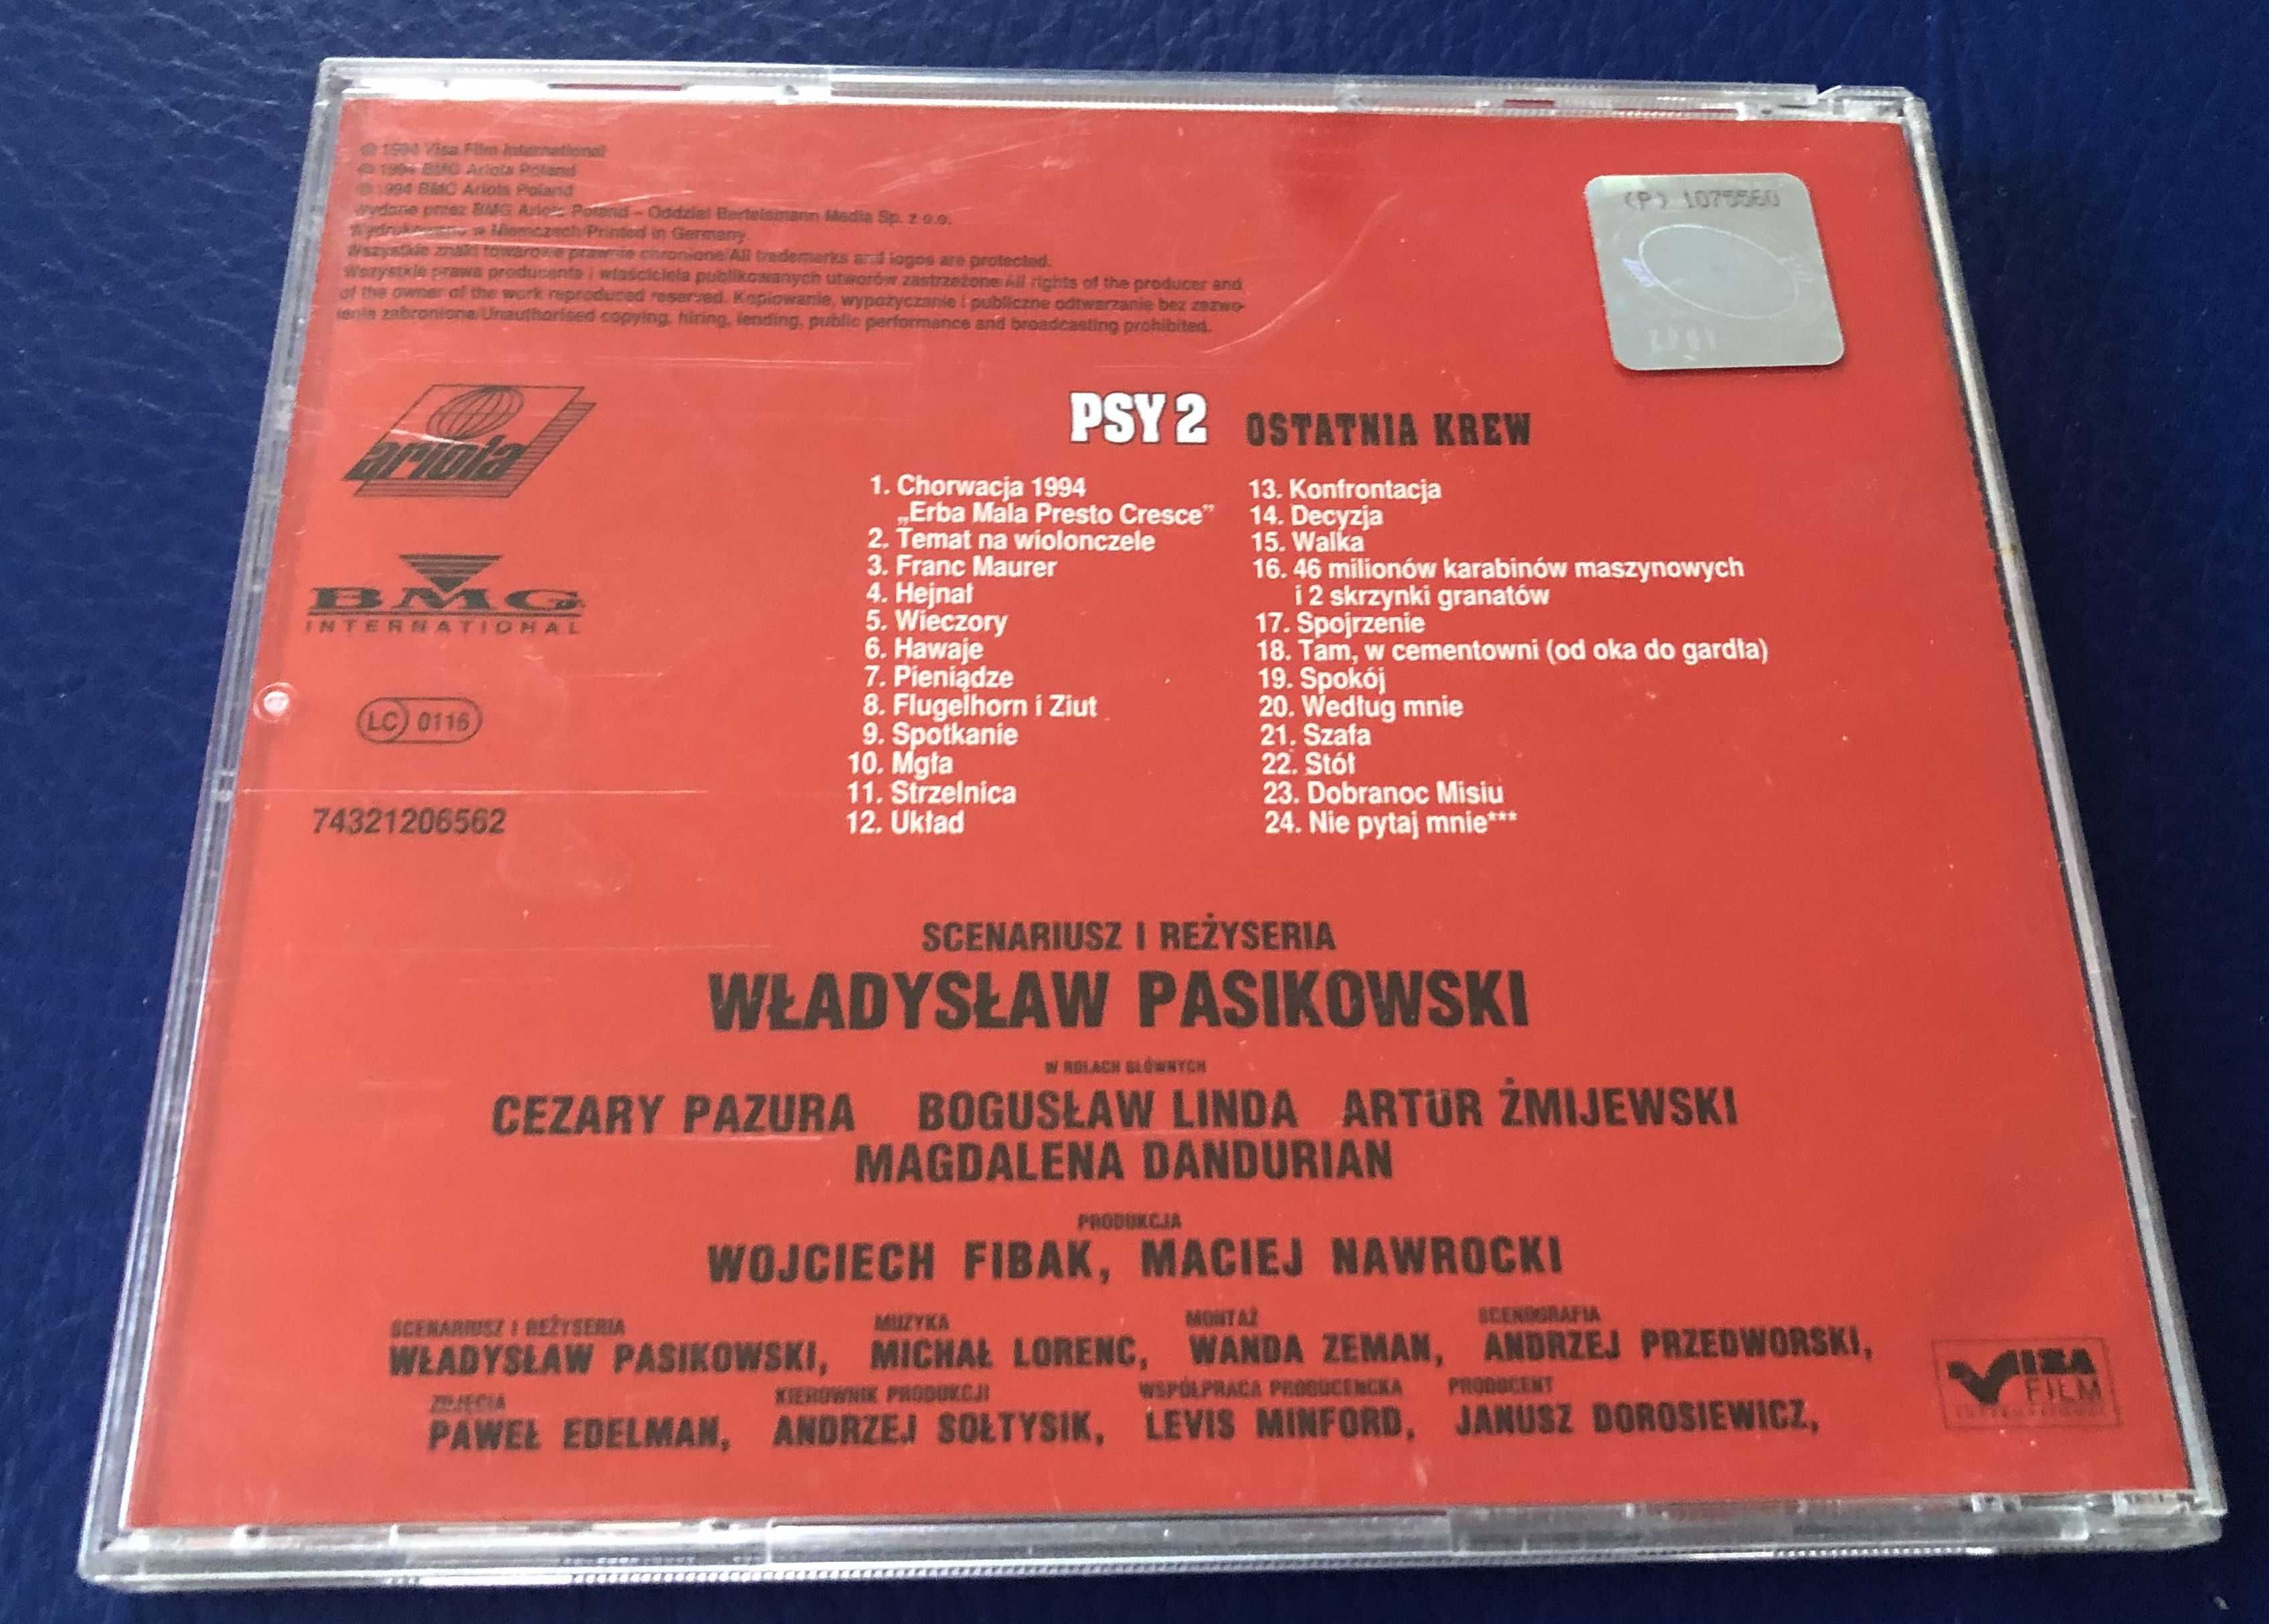 © 1994 Visa Film International
℗ 1994 BMG Ariola Poland
© 1994 BMG Ariola Poland
Wydane przez BMG Ariola Poland – Oddział Bertelsmann Media Sp. z o.o.
Wydrukowano w Niemczech/Printed in Germany.
Wszystkie znaki towarowe prawnie chronione/All trademarks and logos are protected.
Wszystkie prawa producenta i właściciela publikowanych utworów zastrzeżone/All rights of the producer and
of the owner of the work reproduced reserved. Kopiowanie, wypożyczanie i publiczne odtwarzanie bez zezwo-
lenia zabronione/Unauthorised copying, hiring, lending, public performance and broadcasting prohibited.
(P) 1075560
ariola
BMG
INTERNATIONAL
LC 0116
74321206562
PSY 2 OSTATNIA KREW
1. Chorwacja 1994
„Erba Mala Presto Cresce”
2. Temat na wiolonczele
3. Franc Maurer
4. Hejnał
5. Wieczory
6. Hawaje
7. Pieniądze
8. Flugelhorn i Ziut
9. Spotkanie
10. Mgła
11. Strzelnica
12. Układ
13. Konfrontacja
14. Decyzja
15. Walka
16. 46 milionów karabinów maszynowych
i 2 skrzynki granatów
17. Spojrzenie
18. Tam, w cementowni (od oka do gardła)
19. Spokój
20. Według mnie
21. Szafa
22. Stół
23. Dobranoc Misiu
24. Nie pytaj mnie***
SCENARIUSZ I REŻYSERIA
WŁADYSŁAW PASIKOWSKI
W ROLACH GŁÓWNYCH
CEZARY PAZURA BOGUSŁAW LINDA ARTUR ŻMIJEWSKI
MAGDALENA DANDURIAN
PRODUKCJA
WOJCIECH FIBAK, MACIEJ NAWROCKI
SCENARIUSZ I REŻYSERIA MUZYKA MONTAŻ SCENOGRAFIA
WŁADYSŁAW PASIKOWSKI, MICHAŁ LORENC, WANDA ZEMAN, ANDRZEJ PRZEDWORSKI,
ZDJĘCIA KIEROWNIK PRODUKCJI WSPÓŁPRACA PRODUCENCKA PRODUCENT
PAWEŁ EDELMAN, ANDRZEJ SOŁTYSIK, LEVIS MINFORD, JANUSZ DOROSIEWICZ,
VISA
FILM
INTERNATIONAL